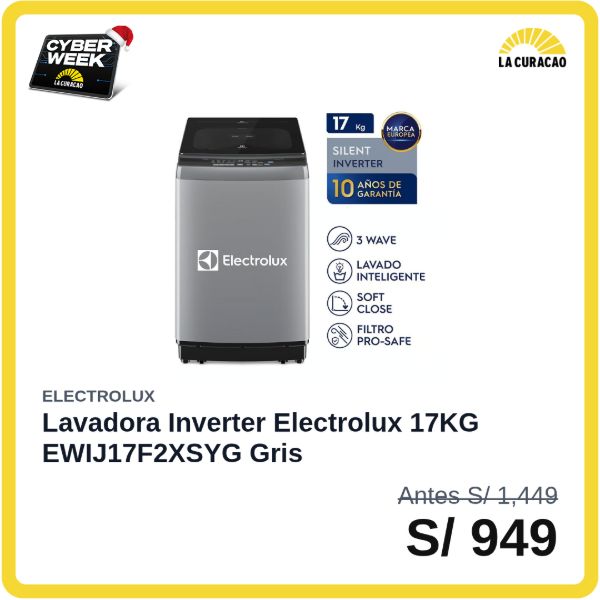 CYBER
WEEK
LA CURACAO
LA CURACAO
17 Kg
MARCA
EUROPEA
SILENT
INVERTER
10 AÑOS DE
GARANTÍA
Electrolux
3 WAVE
LAVADO
INTELIGENTE
SOFT
CLOSE
FILTRO
PRO-SAFE
ELECTROLUX
Lavadora Inverter Electrolux 17KG
EWIJ17F2XSYG Gris
Antes S/ 1,449
S/ 949